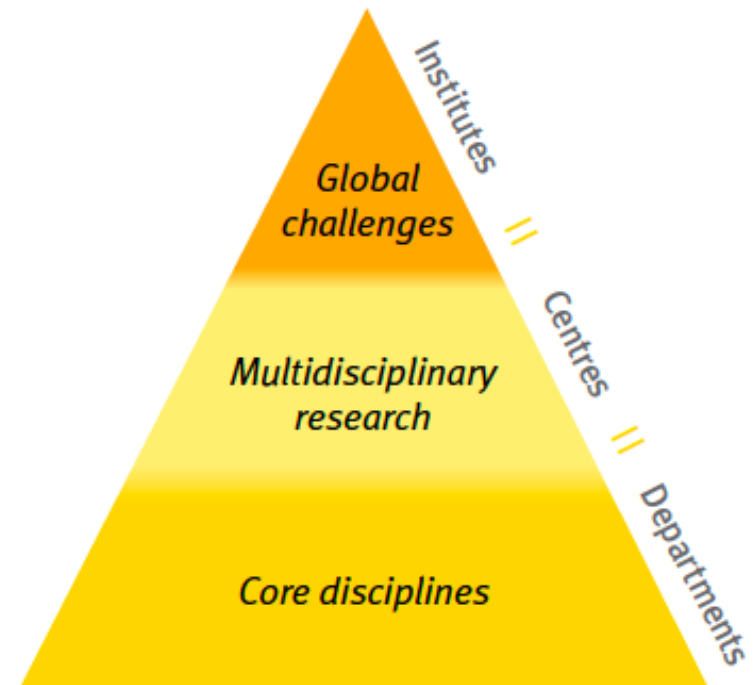 Institutes
Global
challenges
Centres
Multidisciplinary
research
Departments
Core disciplines